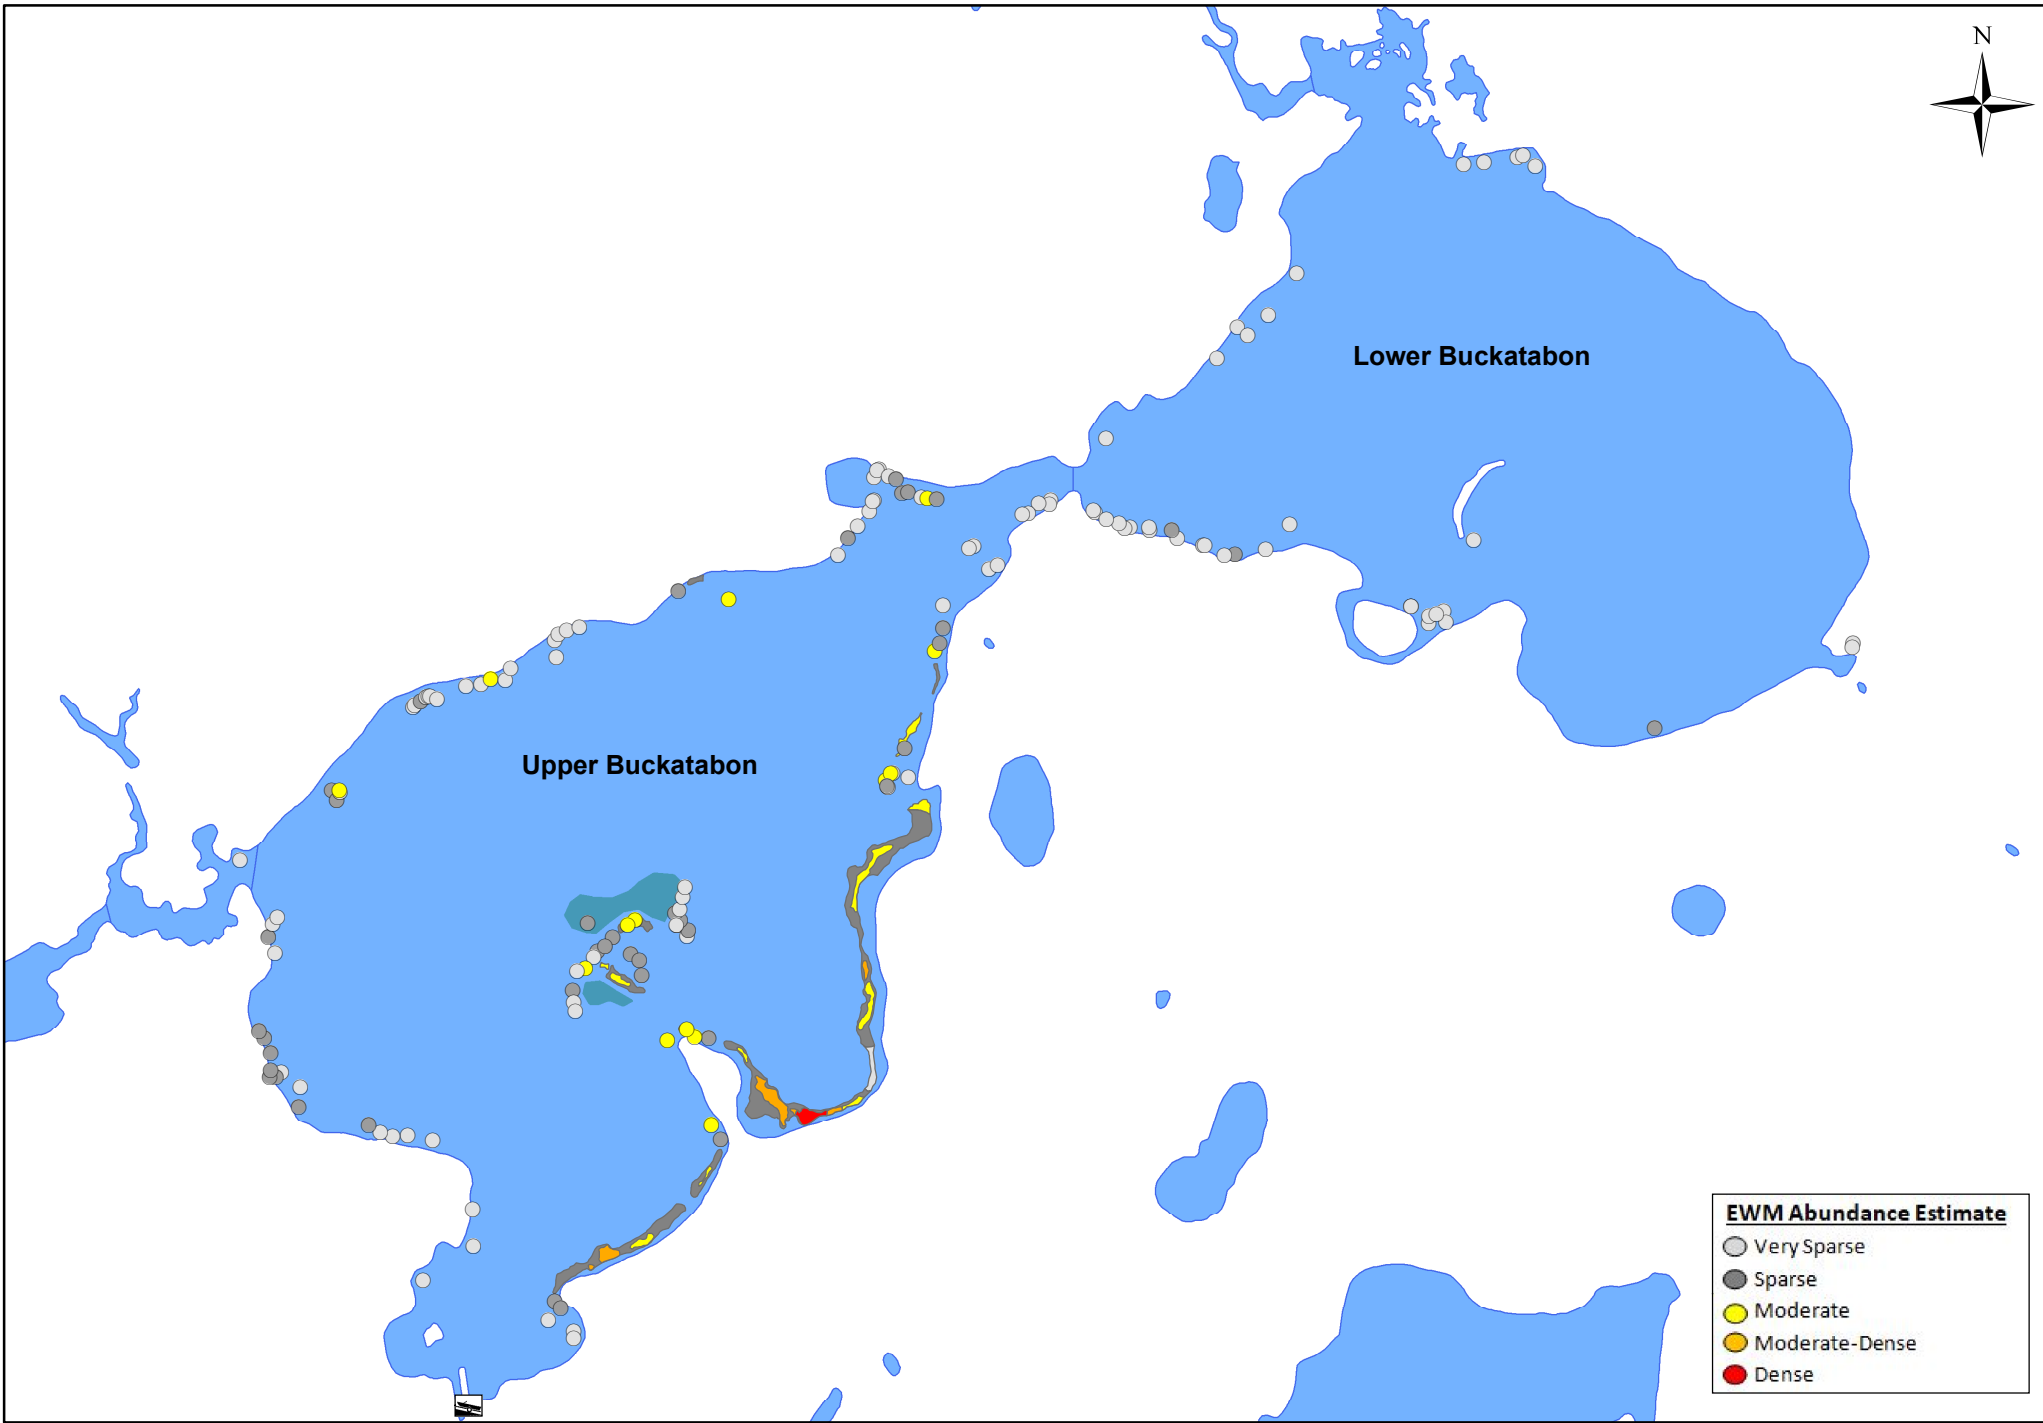 N
Lower Buckatabon
Upper Buckatabon
EWM Abundance Estimate
Very Sparse
Sparse
Moderate
Moderate-Dense
Dense